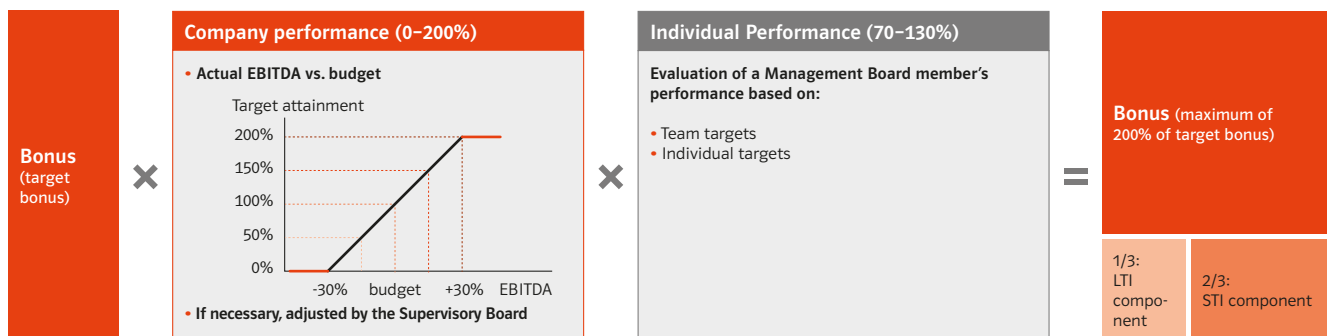 Bonus
(target
bonus)
×
Company performance (0–200%)
• Actual EBITDA vs. budget
Target attainment
200%
150%
100%
50%
0%
-30% budget +30% EBITDA
• If necessary, adjusted by the Supervisory Board
×
Individual Performance (70–130%)
Evaluation of a Management Board member’s
performance based on:
• Team targets
• Individual targets
=
Bonus (maximum of
200% of target bonus)
1/3:
LTI
compo-
nent
2/3:
STI component